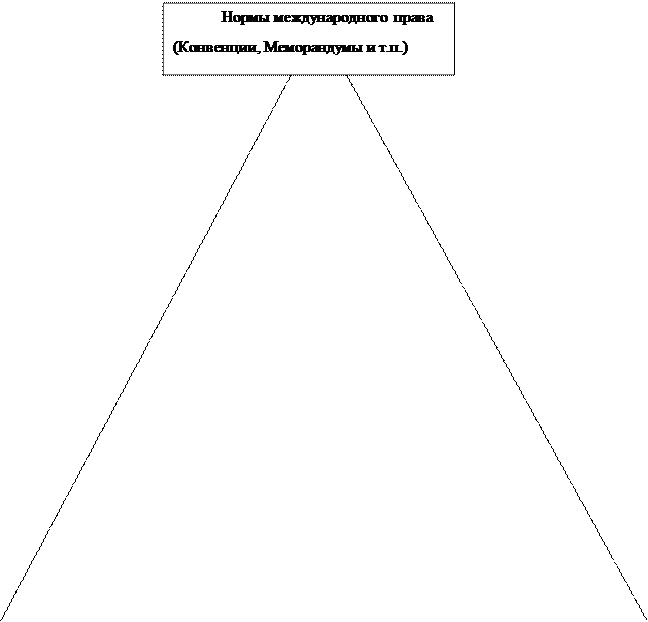 Нормы международного права
(Конвенции, Меморандумы и т.п.)